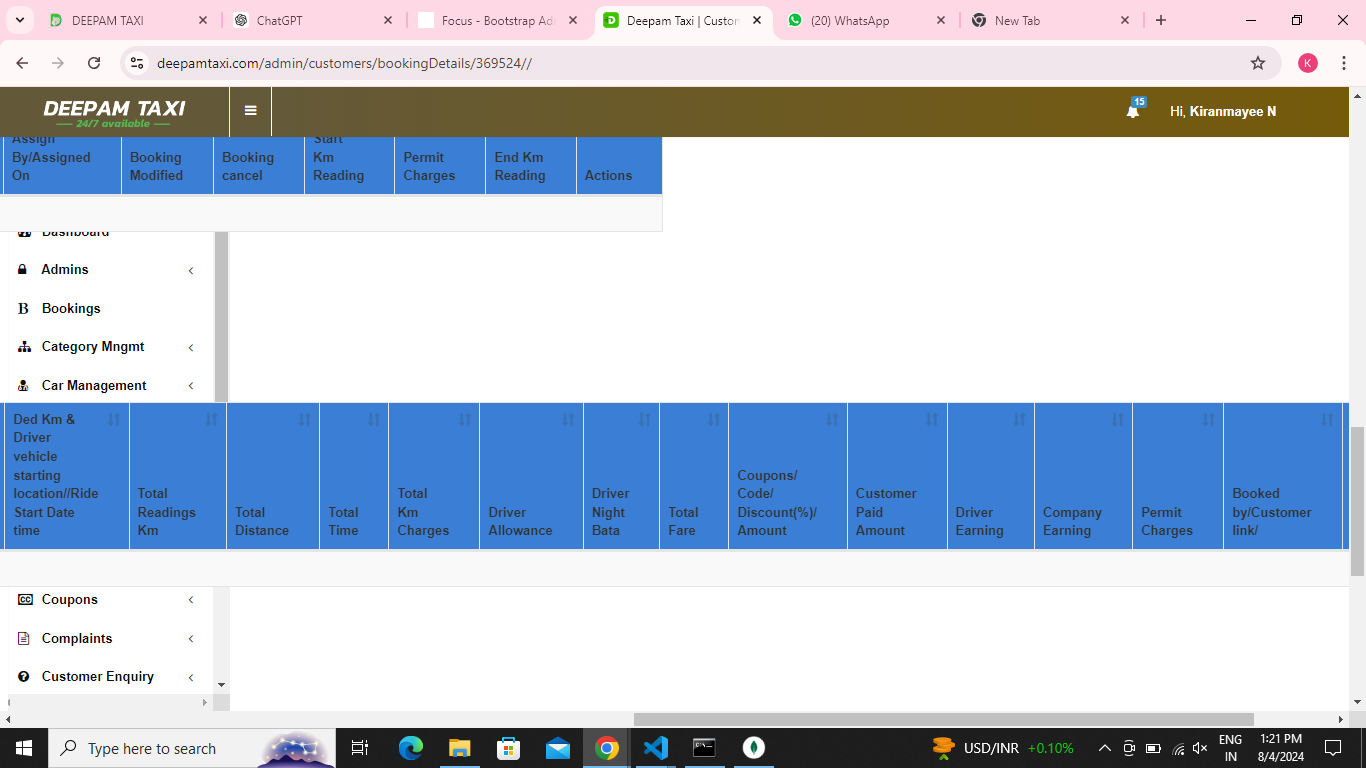 DEEPAM TAXI
ChatGPT
Focus - Bootstrap Ad
Deepam Taxi | Custon
(20) WhatsApp
New Tab
deepamtaxi.com/admin/customers/bookingDetails/369524//
K
DEEPAM TAXI
24/7 available
15
Hi, Kiranmayee N
Assign
By/Assigned
On
Booking
Modified
Booking
cancel
Start
Km
Reading
Permit
Charges
End Km
Reading
Actions
Dashboard
Admins
B Bookings
Category Mngmt
Car Management
Ded Km &
Driver
vehicle
starting
location//Ride
Start Date
time
Total
Readings
Km
Total
Distance
Total
Time
Total
Km
Charges
Driver
Allowance
Driver
Night
Bata
Total
Fare
Coupons/
Code/
Discount(%)/
Amount
Customer
Paid
Amount
Driver
Earning
Company
Earning
Permit
Charges
Booked
by/Customer
link/
CC Coupons
Complaints
Customer Enquiry
Type here to search
USD/INR +0.10%
ENG
IN
1:21 PM
8/4/2024